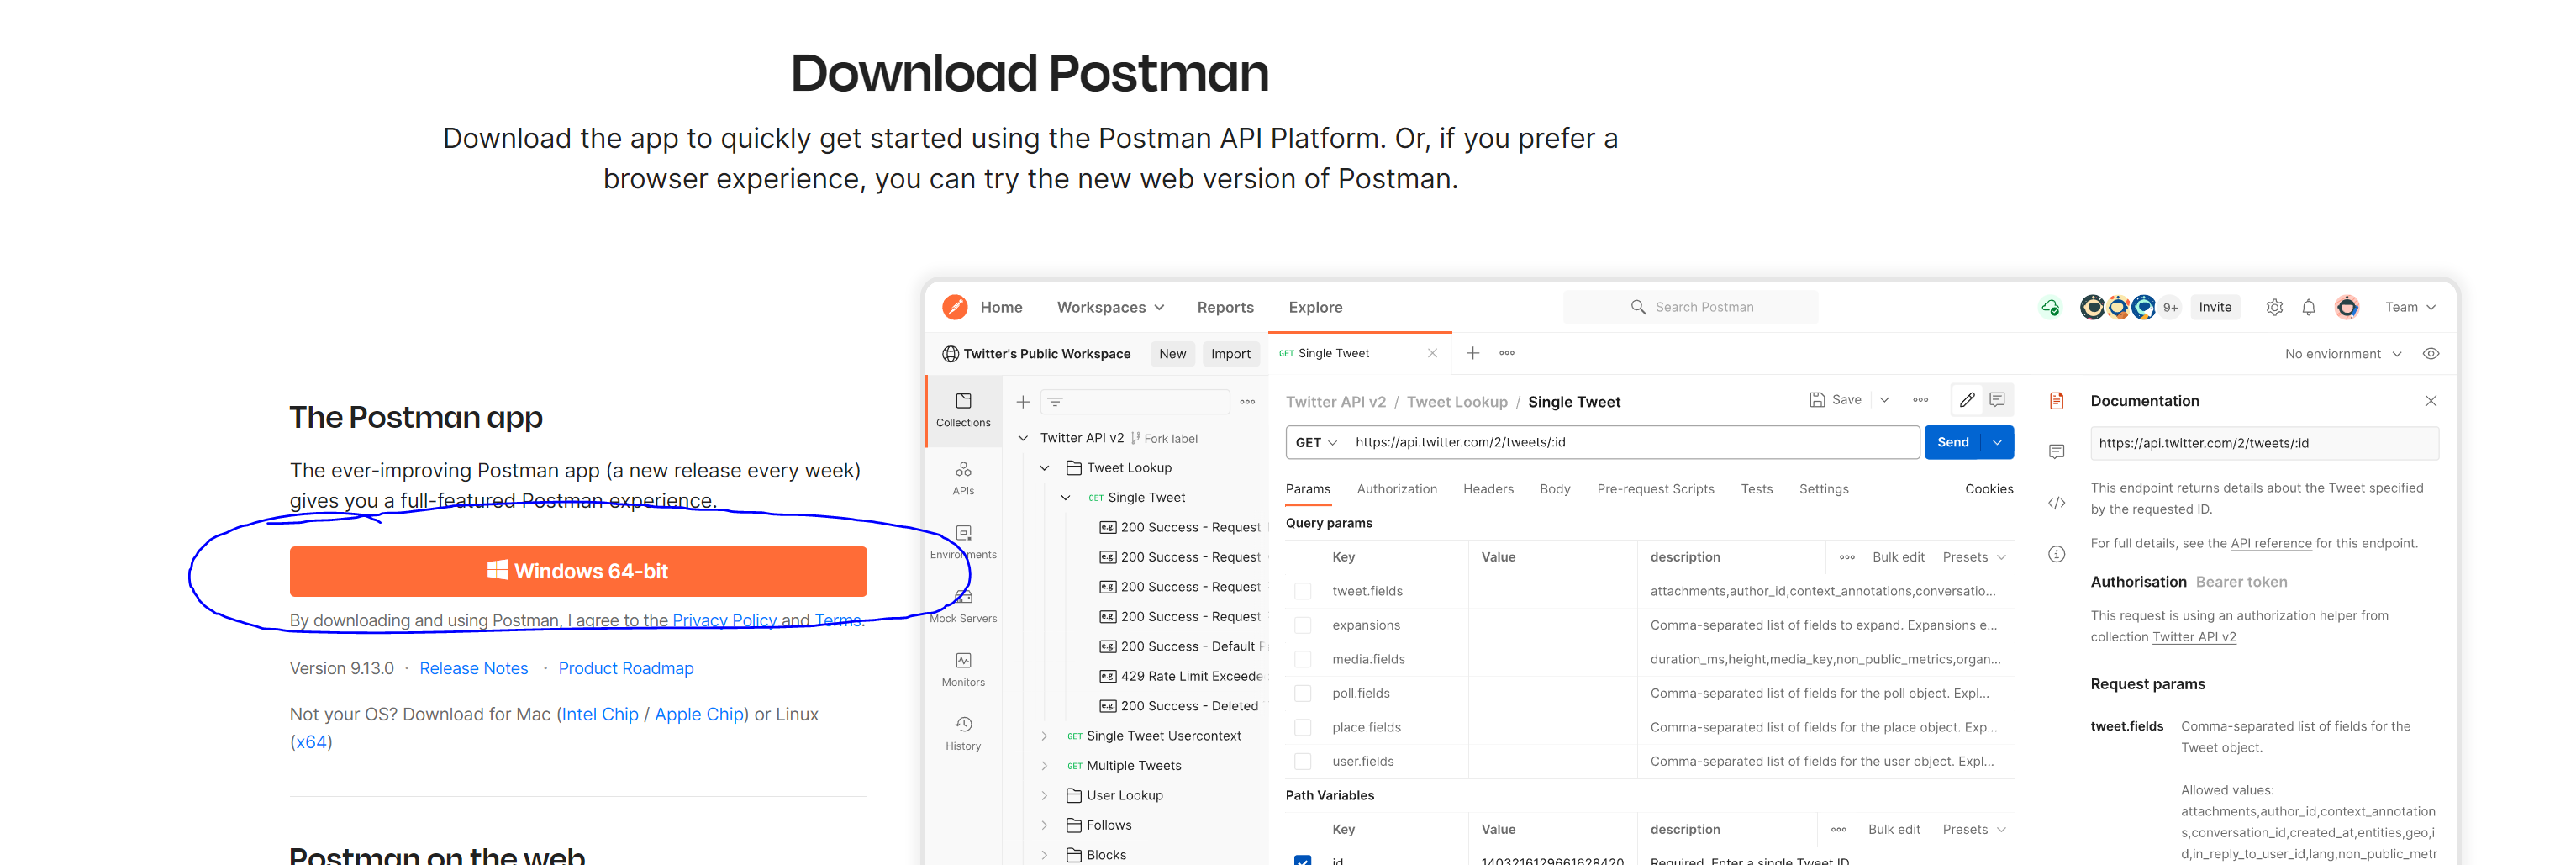 Download Postman
Download the app to quickly get started using the Postman API Platform. Or, if you prefer a
browser experience, you can try the new web version of Postman.
The Postman app
The ever-improving Postman app (a new release every week)
gives you a full-featured Postman experience.
Windows 64-bit
By downloading and using Postman, I agree to the Privacy Policy and Terms.
Version 9.13.0 · Release Notes · Product Roadmap
Not your OS? Download for Mac (Intel Chip / Apple Chip) or Linux
(x64)
Postman on the web
Home Workspaces Reports Explore
Search Postman
9+ Invite Team
Twitter's Public Workspace New Import
GET Single Tweet
No enviornment
Collections
APIs
Environments
Mock Servers
Monitors
History
Twitter API v2 Fork label
Tweet Lookup
GET Single Tweet
e.g. 200 Success - Request
e.g. 200 Success - Request
e.g. 200 Success - Request
e.g. 200 Success - Request
e.g. 200 Success - Default
e.g. 429 Rate Limit Exceede
e.g. 200 Success - Deleted
GET Single Tweet Usercontext
GET Multiple Tweets
User Lookup
Follows
Blocks
Twitter API v2 / Tweet Lookup / Single Tweet
Save
GET https://api.twitter.com/2/tweets/:id
Send
Params Authorization Headers Body Pre-request Scripts Tests Settings Cookies
Query params
Key Value description Bulk edit Presets
tweet.fields attachments,author_id,context_annotations,conversatio...
expansions Comma-separated list of fields to expand. Expansions e...
media.fields duration_ms,height,media_key,non_public_metrics,organ...
poll.fields Comma-separated list of fields for the poll object. Expl...
place.fields Comma-separated list of fields for the place object. Exp...
user.fields Comma-separated list of fields for the user object. Expl...
Path Variables
Key Value description Bulk edit Presets
id 1403216129661628420 Required. Enter a single Tweet ID
Documentation
https://api.twitter.com/2/tweets/:id
This endpoint returns details about the Tweet specified
by the requested ID.
For full details, see the API reference for this endpoint.
Authorisation Bearer token
This request is using an authorization helper from
collection Twitter API v2
Request params
tweet.fields Comma-separated list of fields for the
Tweet object.
Allowed values:
attachments,author_id,context_annotation
s,conversation_id,created_at,entities,geo,i
d,in_reply_to_user_id,lang,non_public_metr